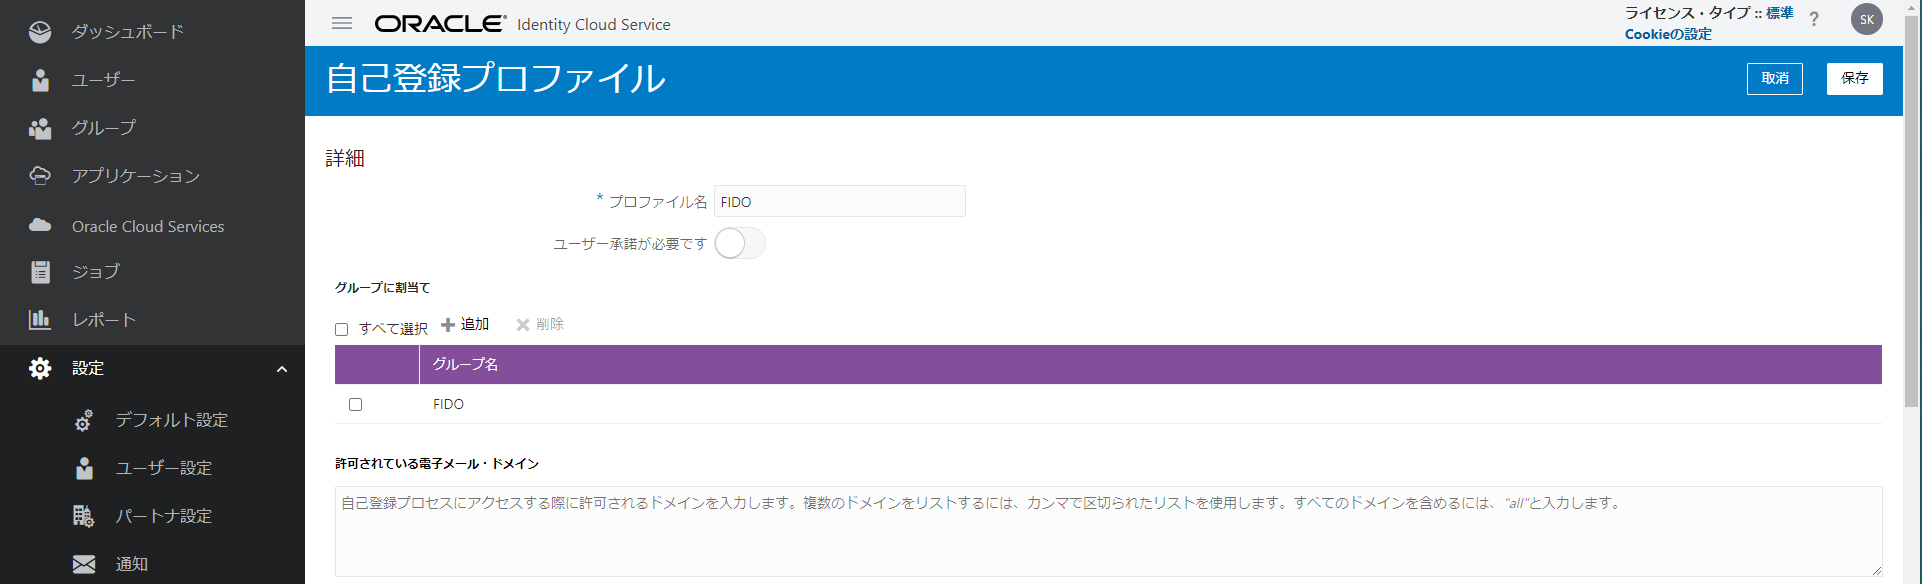 ダッシュボード
ユーザー
グループ
アプリケーション
Oracle Cloud Services
ジョブ
レポート
設定
デフォルト設定
ユーザー設定
パートナ設定
通知
ORACLE® Identity Cloud Service
ライセンス・タイプ :: 標準
Cookieの設定
?
SK
自己登録プロファイル
取消
保存
詳細
* プロファイル名 FIDO
ユーザー承諾が必要です
グループに割当て
すべて選択 追加 削除
グループ名
FIDO
許可されている電子メール・ドメイン
自己登録プロセスにアクセスする際に許可されるドメインを入力します。複数のドメインをリストするには、カンマで区切られたリストを使用します。すべてのドメインを含めるには、"all"と入力します。